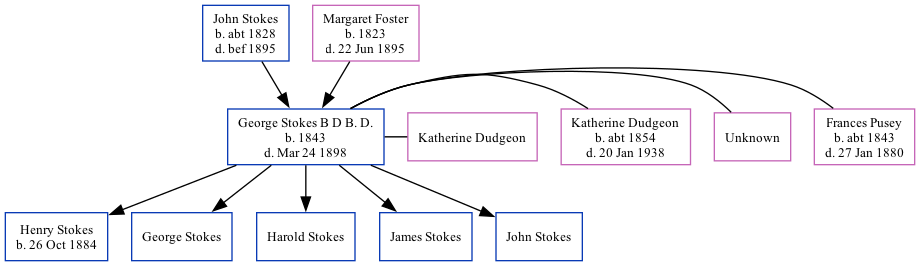 John Stokes
b. abt 1828
d. bef 1895
Margaret Foster
b. 1823
d. 22 Jun 1895
George Stokes B D B. D.
b. 1843
d. Mar 24 1898
Katherine Dudgeon
Katherine Dudgeon
b. abt 1854
d. 20 Jan 1938
Unknown
Frances Pusey
b. abt 1843
d. 27 Jan 1880
Henry Stokes
b. 26 Oct 1884
George Stokes
Harold Stokes
James Stokes
John Stokes